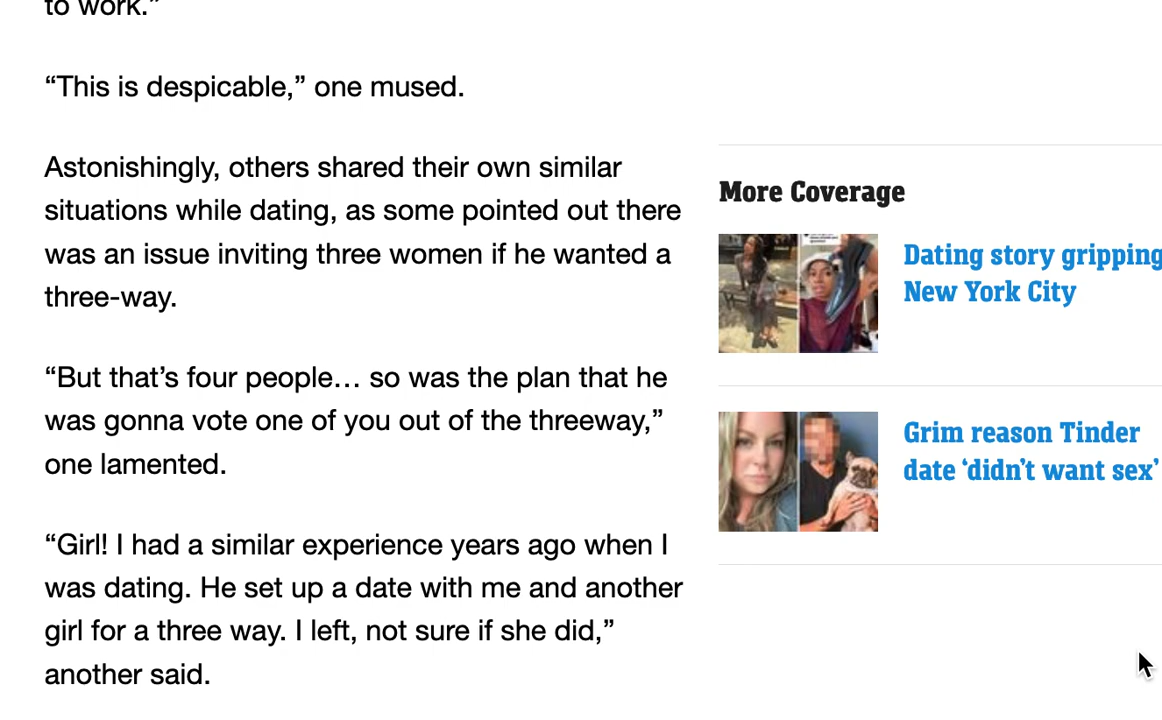 to work.”
“This is despicable,” one mused.
Astonishingly, others shared their own similar
situations while dating, as some pointed out there
was an issue inviting three women if he wanted a
three-way.
“But that’s four people… so was the plan that he
was gonna vote one of you out of the threeway,”
one lamented.
“Girl! I had a similar experience years ago when I
was dating. He set up a date with me and another
girl for a three way. I left, not sure if she did,”
another said.
More Coverage
Dating story gripping
New York City
Grim reason Tinder
date ‘didn’t want sex’